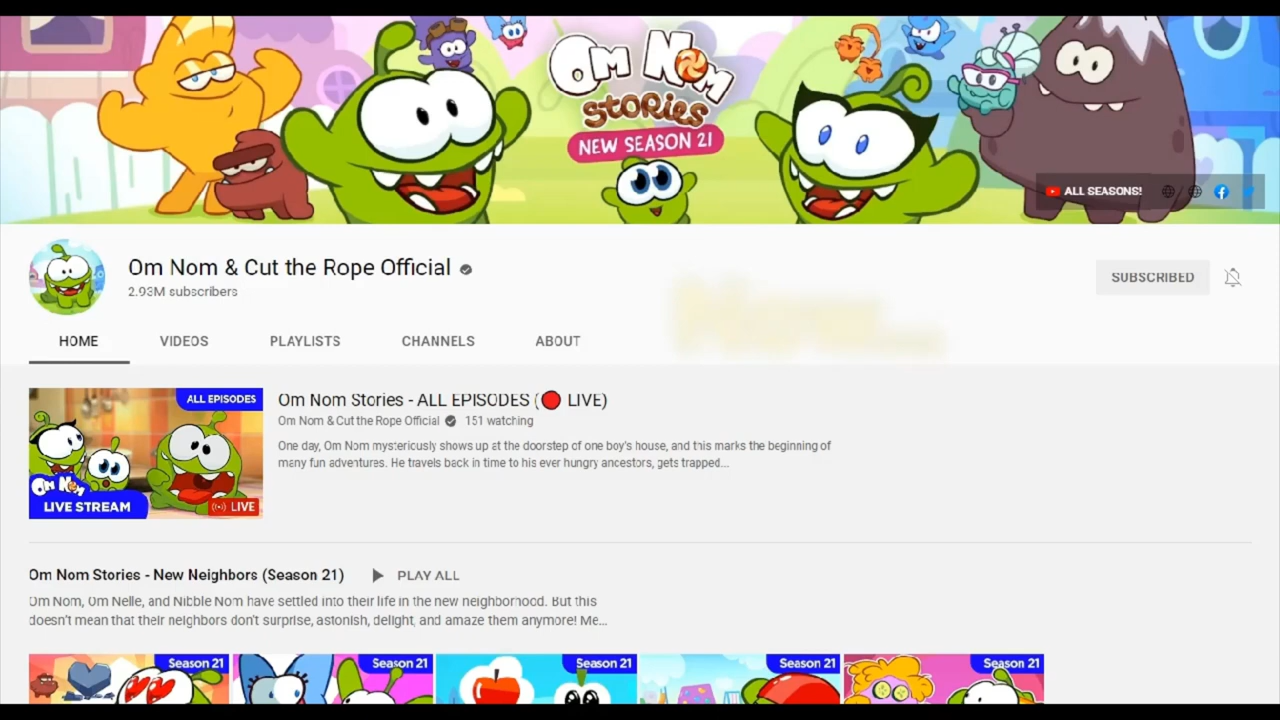 Om Nom
Stories
NEW SEASON 21
ALL SEASONS!
Om Nom & Cut the Rope Official
2.93M subscribers
SUBSCRIBED
HOME VIDEOS PLAYLISTS CHANNELS ABOUT
ALL EPISODES
Om Nom
LIVE STREAM
LIVE
Om Nom Stories - ALL EPISODES (🔴 LIVE)
Om Nom & Cut the Rope Official 151 watching
One day, Om Nom mysteriously shows up at the doorstep of one boy's house, and this marks the beginning of
many fun adventures. He travels back in time to his ever hungry ancestors, gets trapped...
Om Nom Stories - New Neighbors (Season 21) PLAY ALL
Om Nom, Om Nelle, and Nibble Nom have settled into their life in the new neighborhood. But this
doesn't mean that their neighbors don't surprise, astonish, delight, and amaze them anymore! Me...
Season 21 Season 21 Season 21 Season 21 Season 21